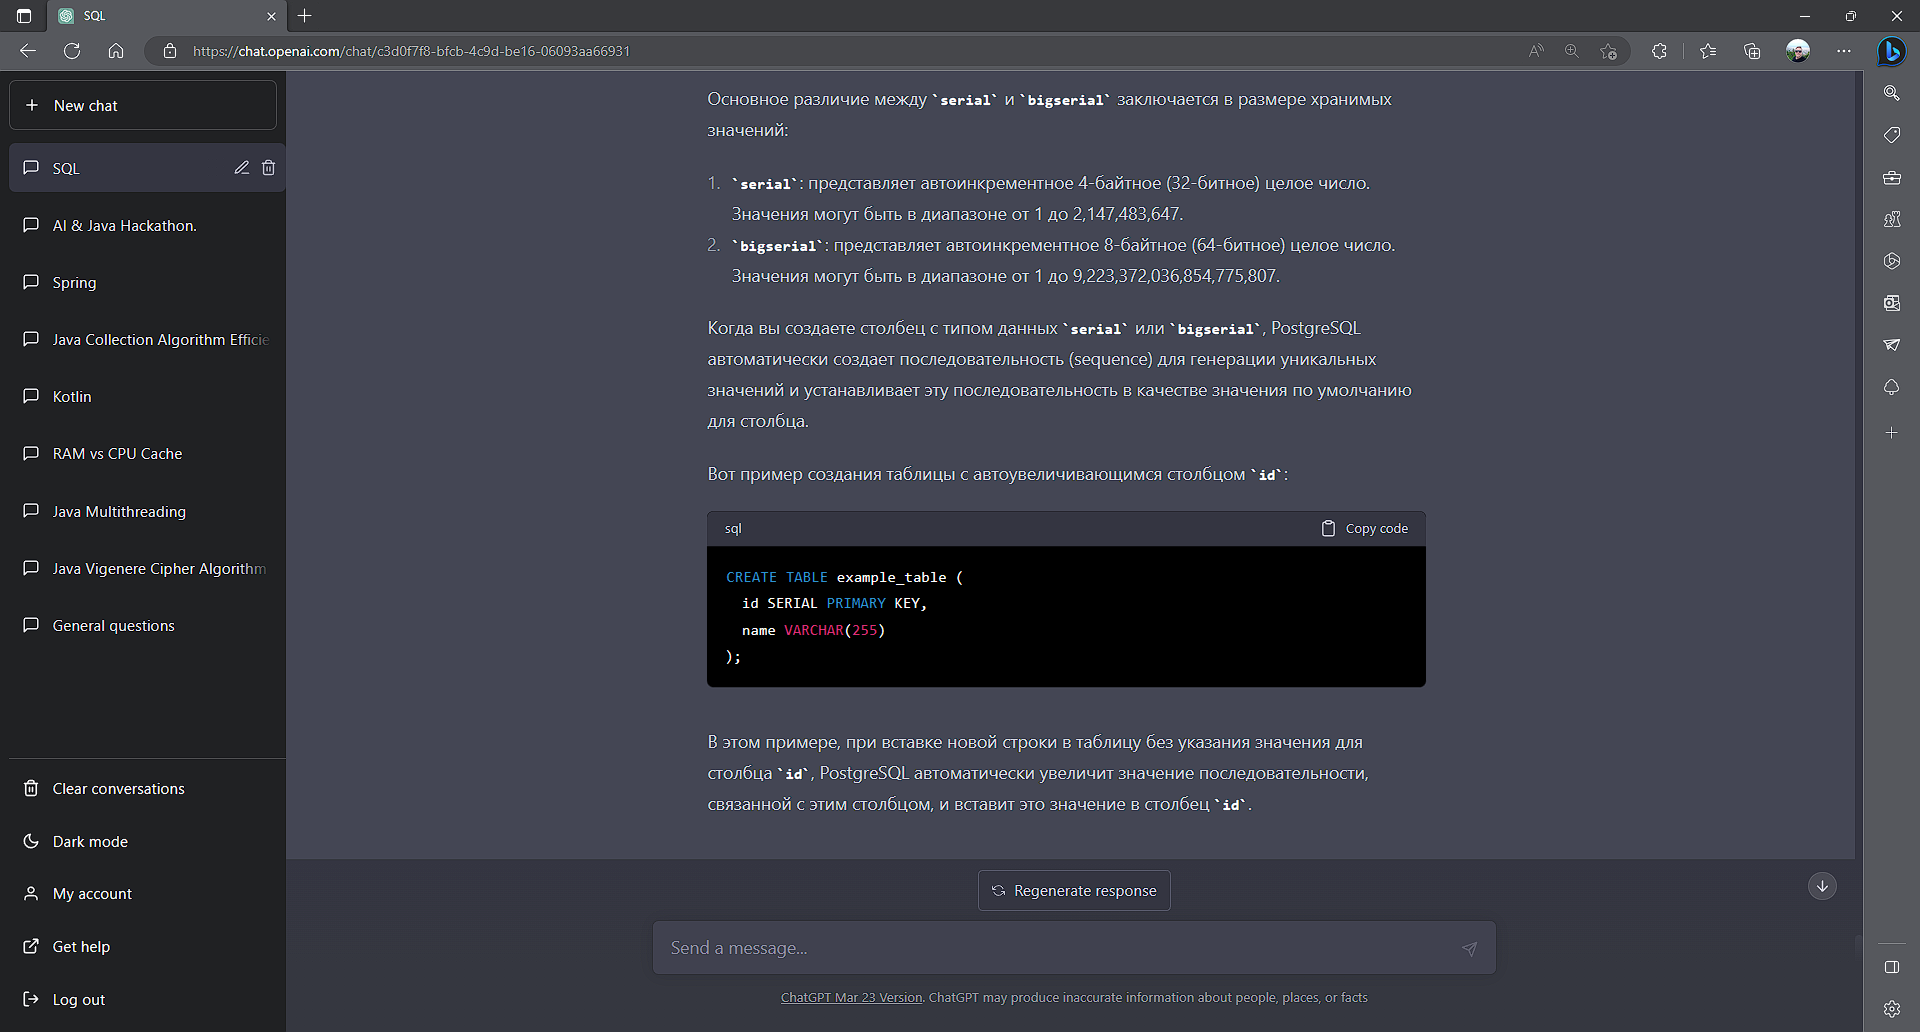 SQL
https://chat.openai.com/chat/c3d0f7f8-bfcb-4c9d-be16-06093aa66931
New chat
SQL
AI & Java Hackathon.
Spring
Java Collection Algorithm Efficie
Kotlin
RAM vs CPU Cache
Java Multithreading
Java Vigenere Cipher Algorithm
General questions
Clear conversations
Dark mode
My account
Get help
Log out
Основное различие между `serial` и `bigserial` заключается в размере хранимых
значений:
1. `serial`: представляет автоинкрементное 4-байтное (32-битное) целое число.
Значения могут быть в диапазоне от 1 до 2,147,483,647.
2. `bigserial`: представляет автоинкрементное 8-байтное (64-битное) целое число.
Значения могут быть в диапазоне от 1 до 9,223,372,036,854,775,807.
Когда вы создаете столбец с типом данных `serial` или `bigserial`, PostgreSQL
автоматически создает последовательность (sequence) для генерации уникальных
значений и устанавливает эту последовательность в качестве значения по умолчанию
для столбца.
Вот пример создания таблицы с автоувеличивающимся столбцом `id`:
sql Copy code
CREATE TABLE example_table (
id SERIAL PRIMARY KEY,
name VARCHAR(255)
);
В этом примере, при вставке новой строки в таблицу без указания значения для
столбца `id`, PostgreSQL автоматически увеличит значение последовательности,
связанной с этим столбцом, и вставит это значение в столбец `id`.
Regenerate response
Send a message...
ChatGPT Mar 23 Version. ChatGPT may produce inaccurate information about people, places, or facts